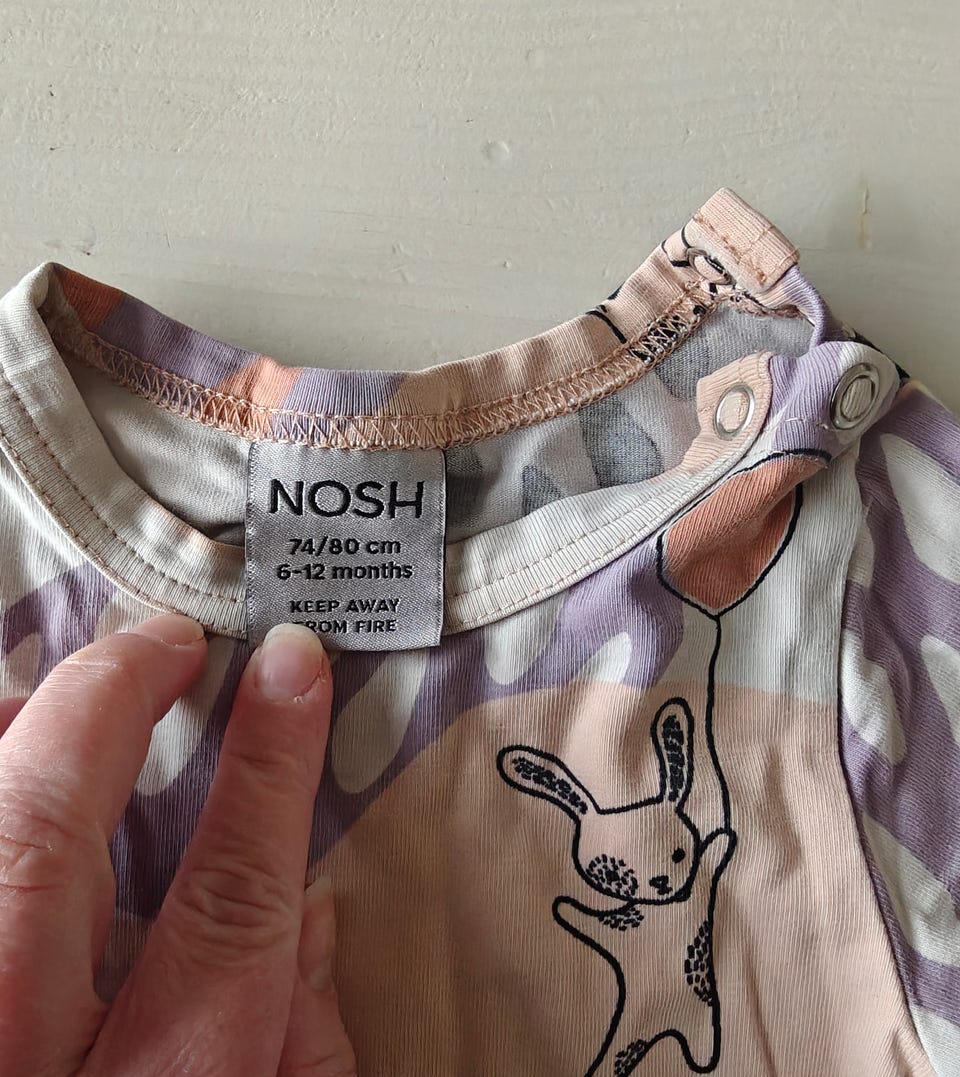 NOSH
74/80 cm
6-12 months
KEEP AWAY
FROM FIRE